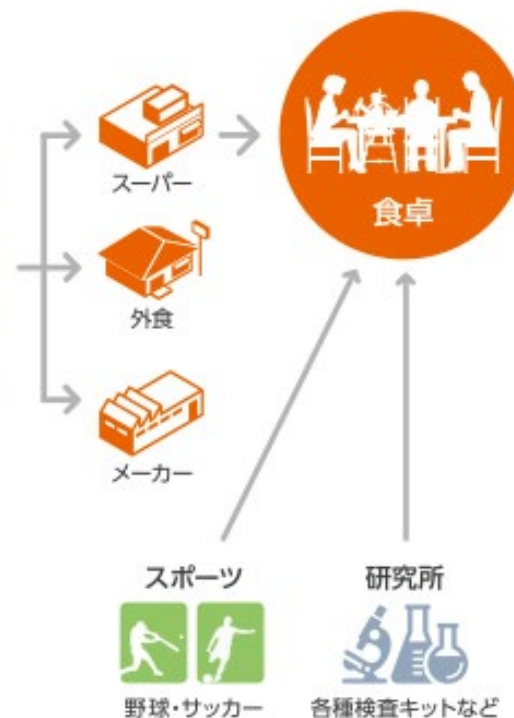 スーパー
食卓
外食
メーカー
スポーツ
研究所
野球・サッカー
各種検査キットなど